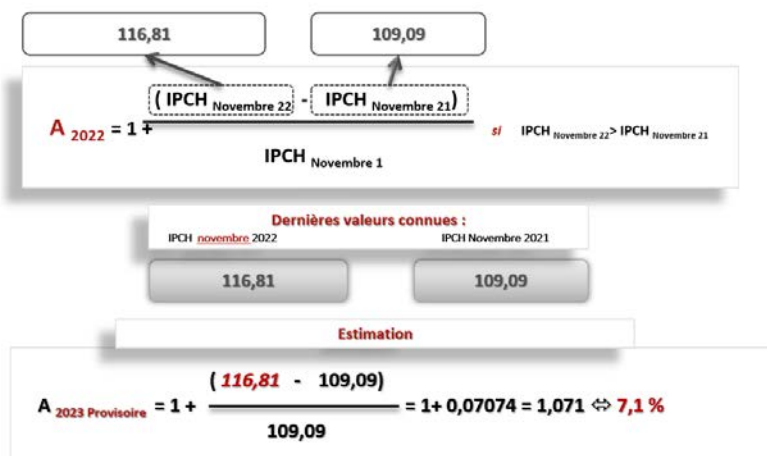 116,81 109,09
( IPCH Novembre 22 - IPCH Novembre 21)
A 2022 = 1 + si IPCH Novembre 22> IPCH Novembre 21
IPCH Novembre 1
Dernières valeurs connues :
IPCH novembre 2022 IPCH Novembre 2021
116,81 109,09
Estimation
( 116,81 - 109,09)
A 2023 Provisoire = 1 + = 1+ 0,07074 = 1,071 ⇔ 7,1 %
109,09